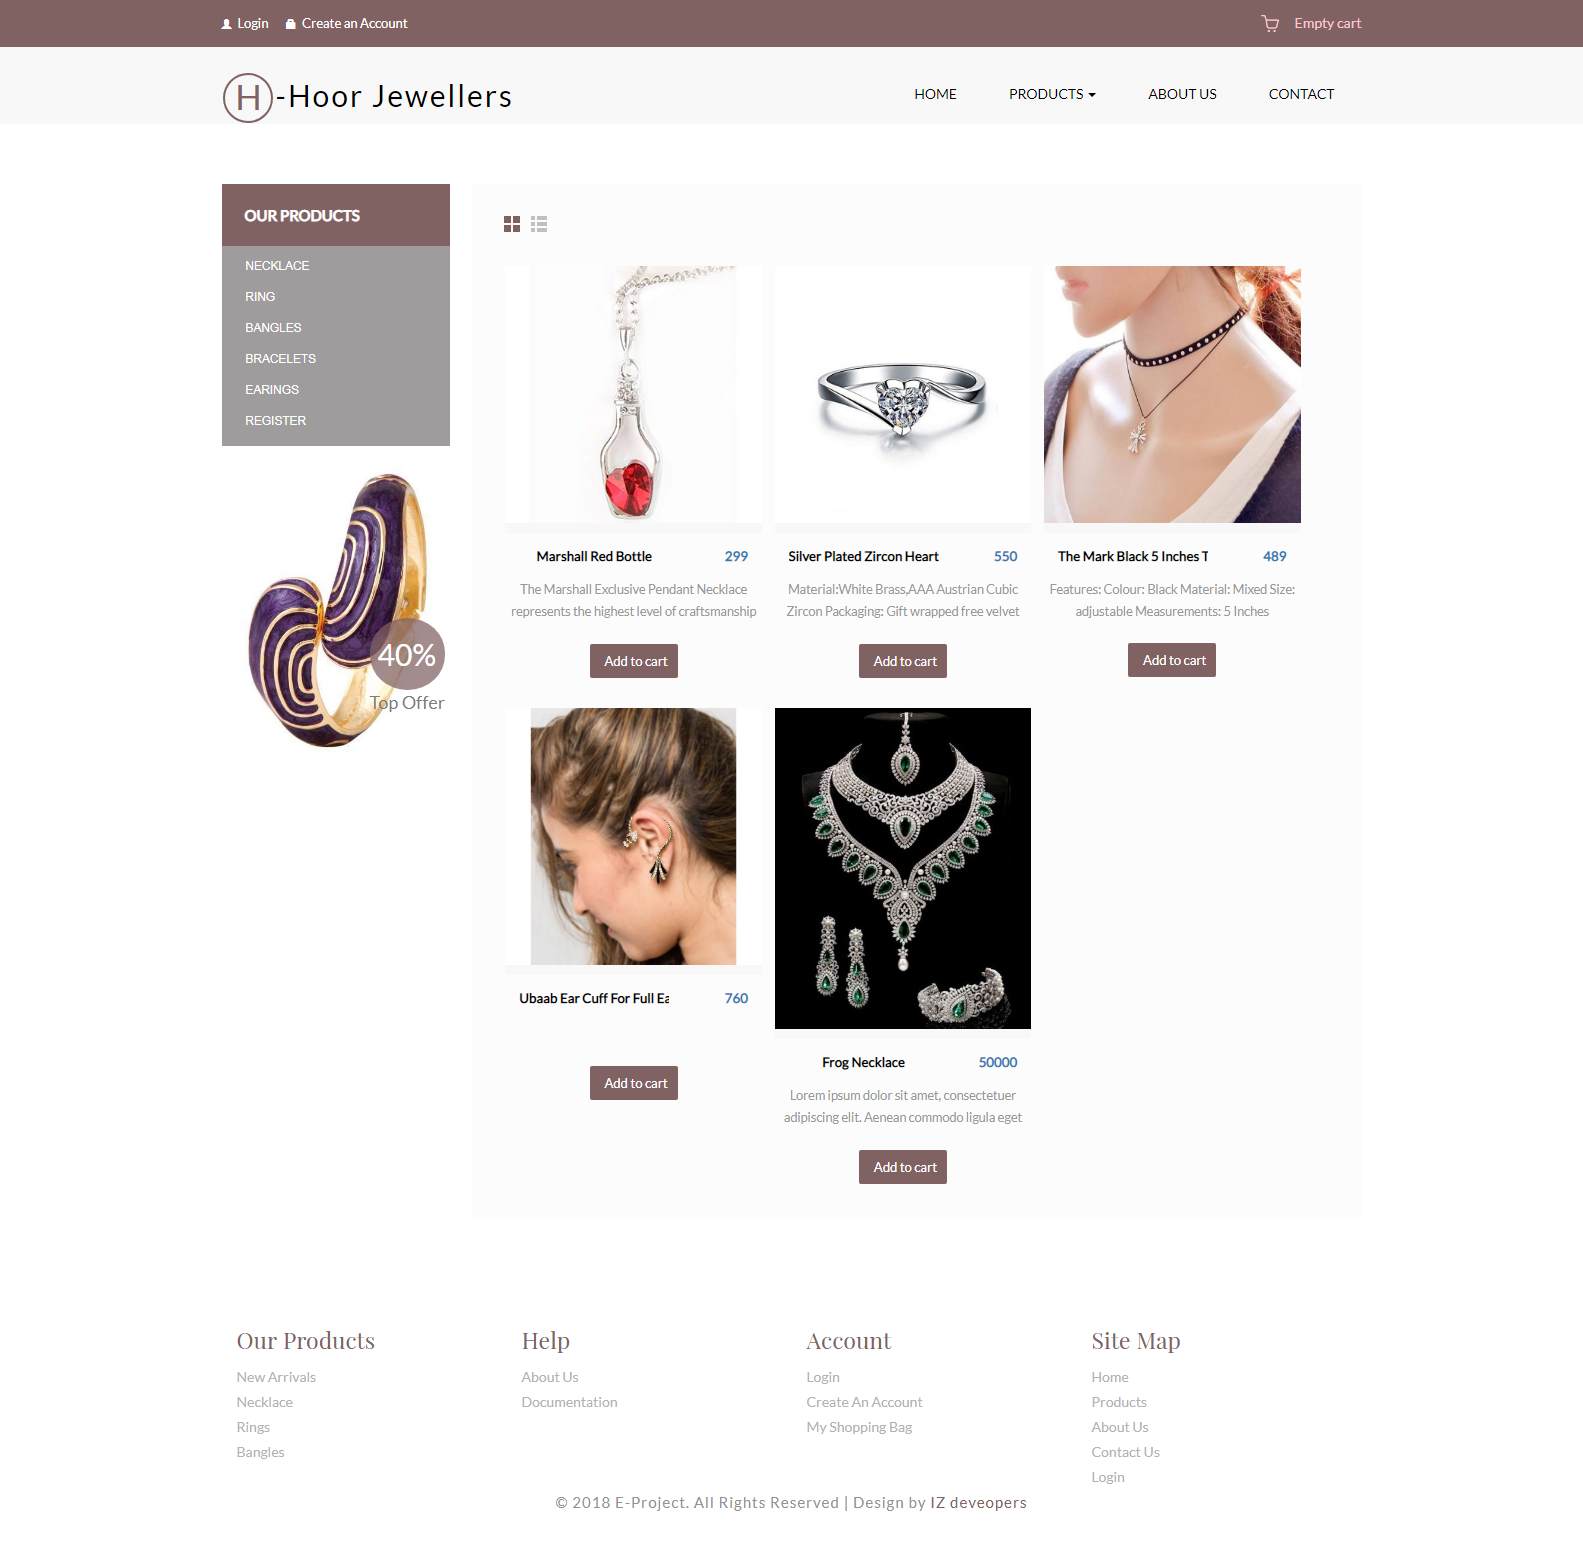 Login
Create an Account
Empty cart
H-Hoor Jewellers
HOME
PRODUCTS
ABOUT US
CONTACT
OUR PRODUCTS
NECKLACE
RING
BANGLES
BRACELETS
EARINGS
REGISTER
40%
Top Offer
Marshall Red Bottle
299
The Marshall Exclusive Pendant Necklace
represents the highest level of craftsmanship
Add to cart
Silver Plated Zircon Heart
550
Material:White Brass,AAA Austrian Cubic
Zircon Packaging: Gift wrapped free velvet
Add to cart
The Mark Black 5 Inches T
489
Features: Colour: Black Material: Mixed Size:
adjustable Measurements: 5 Inches
Add to cart
Ubaab Ear Cuff For Full Ea
760
Add to cart
Frog Necklace
50000
Lorem ipsum dolor sit amet, consectetuer
adipiscing elit. Aenean commodo ligula eget
Add to cart
Our Products
New Arrivals
Necklace
Rings
Bangles
Help
About Us
Documentation
Account
Login
Create An Account
My Shopping Bag
Site Map
Home
Products
About Us
Contact Us
Login
© 2018 E-Project. All Rights Reserved | Design by IZ deveopers